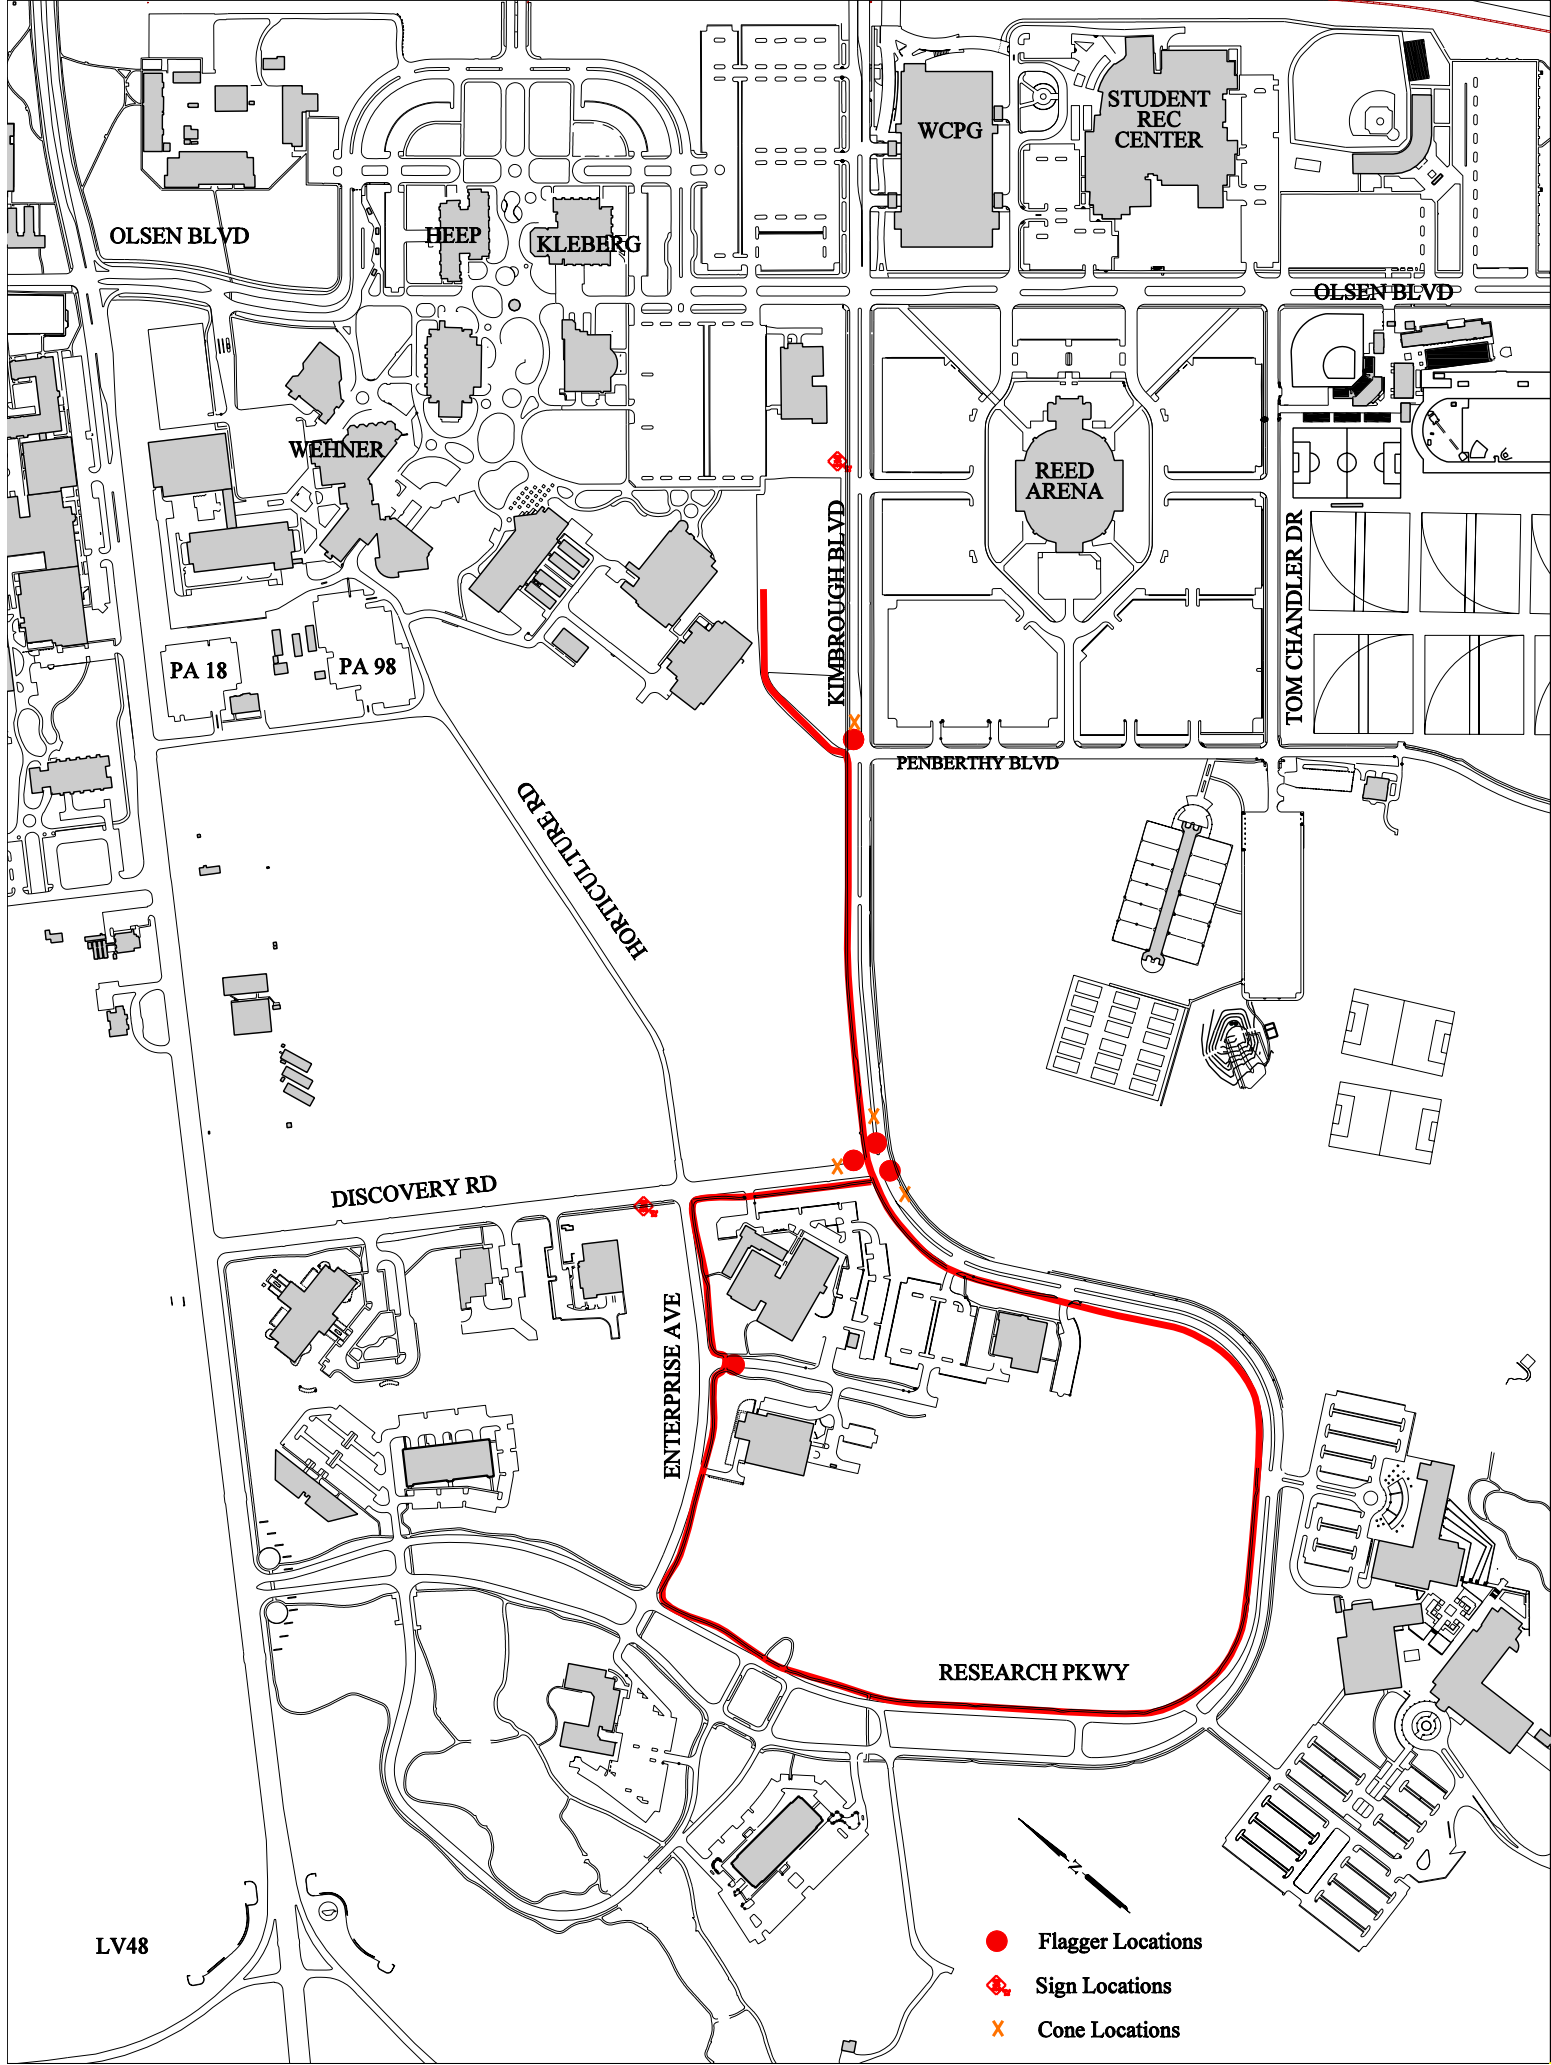 STUDENT
REC
CENTER
WCPG
OLSEN BLVD
HEEP
KLEBERG
OLSEN BLVD
WEHNER
REED
ARENA
KIMBROUGH BLVD
TOM CHANDLER DR
PA 18
PA 98
PENBERTHY BLVD
HORTICULTURE RD
DISCOVERY RD
ENTERPRISE AVE
RESEARCH PKWY
N
LV48
Flagger Locations
Sign Locations
Cone Locations